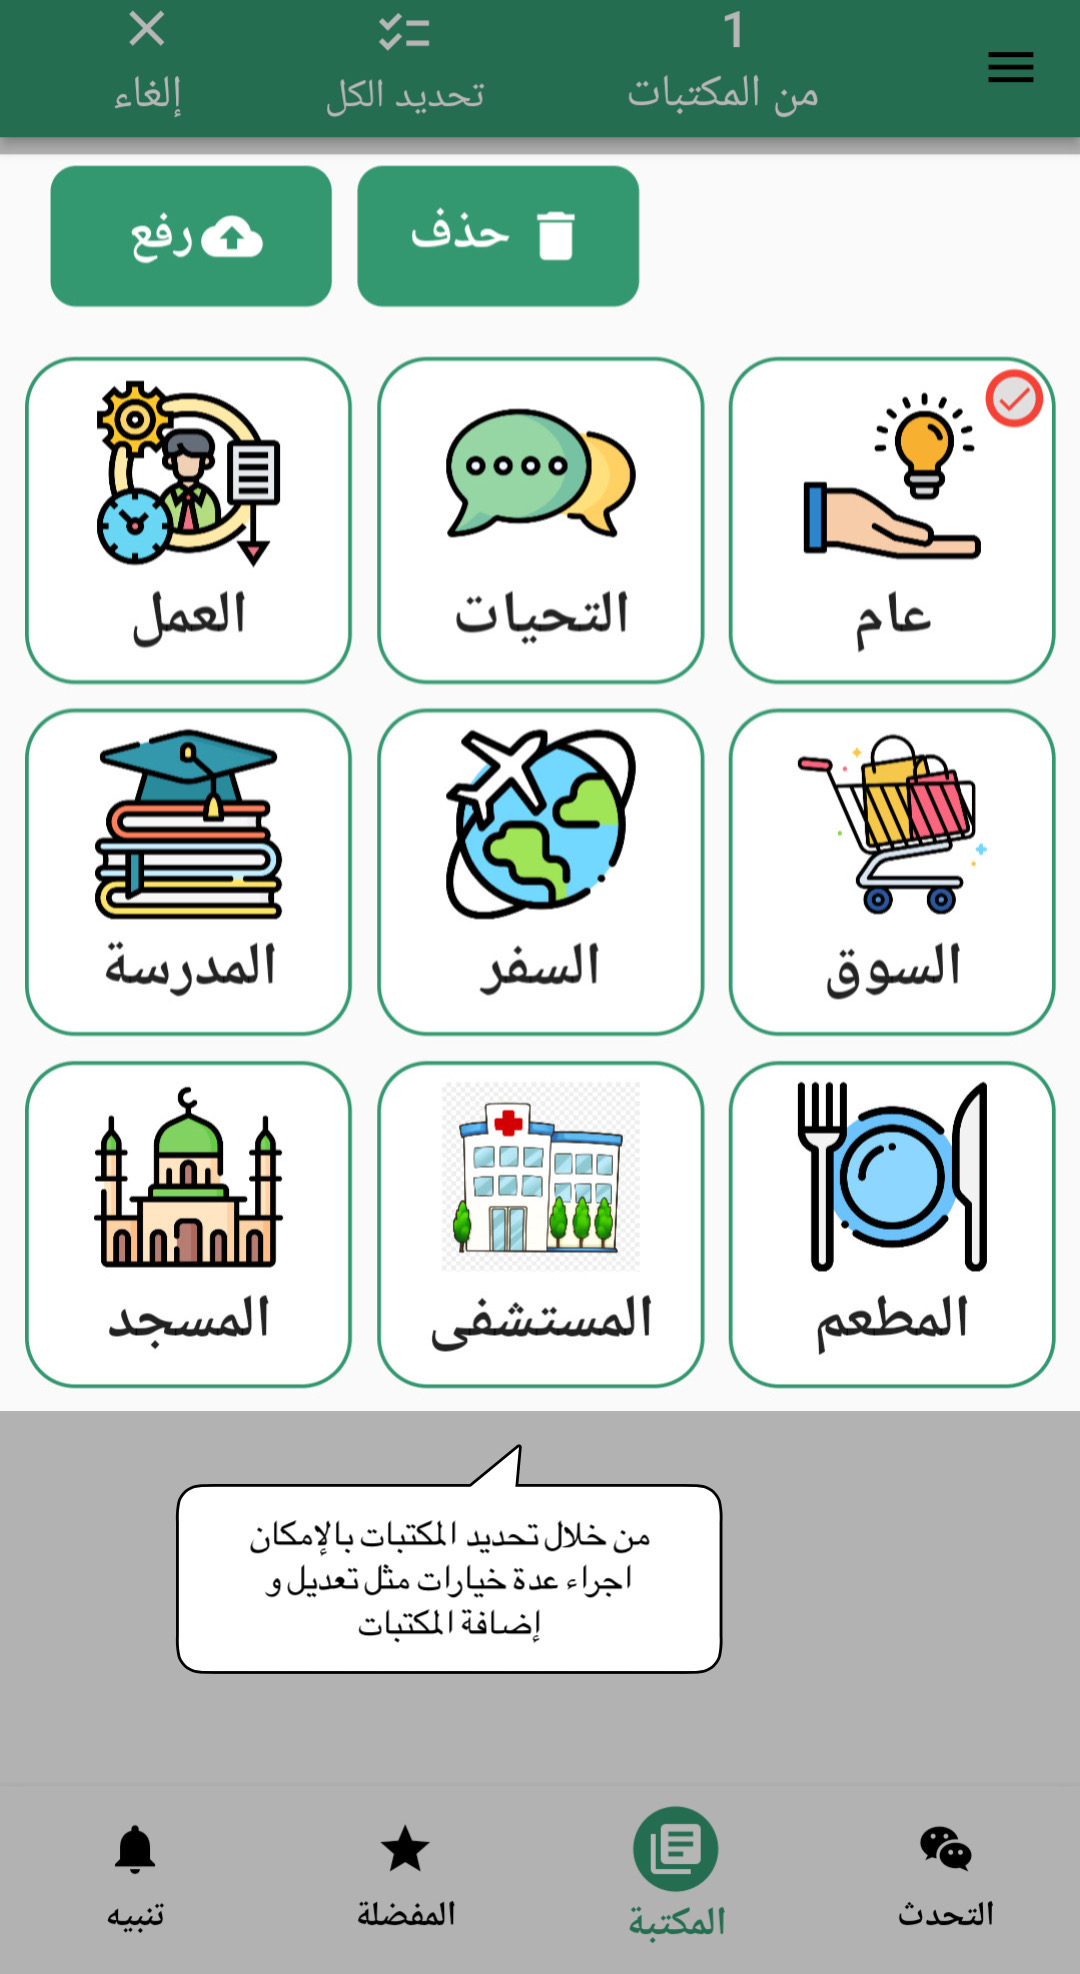 1
من المكتبات
تحديد الكل
إلغاء
حذف
رفع
عام
التحيات
العمل
السوق
السفر
المدرسة
المطعم
المستشفى
المسجد
من خلال تحديد المكتبات بالإمكان
اجراء عدة خيارات مثل تعديل و
إضافة المكتبات
التحدث
المكتبة
المفضلة
تنبيه